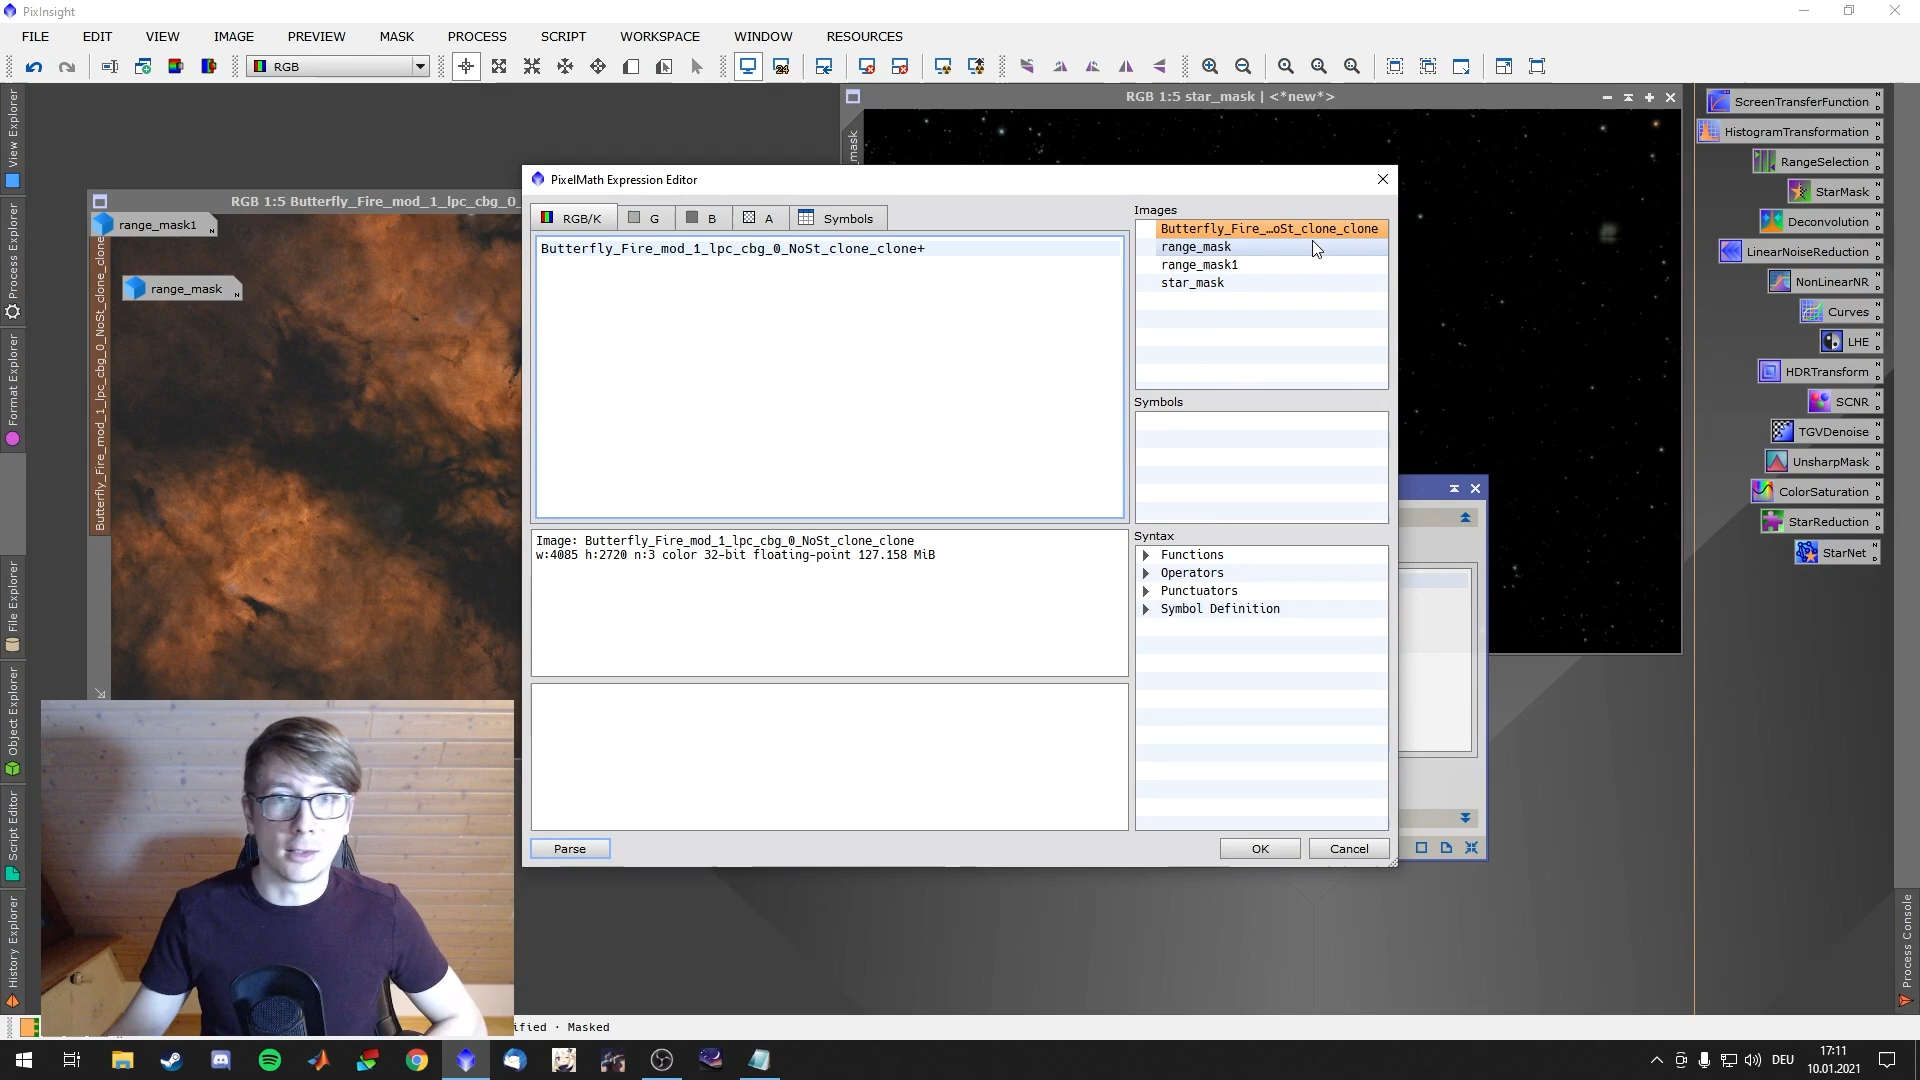 PixInsight
FILE EDIT VIEW IMAGE PREVIEW MASK PROCESS SCRIPT WORKSPACE WINDOW RESOURCES
RGB
24
View Explorer
Process Explorer
Format Explorer
File Explorer
Object Explorer
Script Editor
History Explorer
RGB 1:5 Butterfly_Fire_mod_1_lpc_cbg_0_
range_mask1
N
range_mask
N
Butterfly_Fire_mod_1_lpc_cbg_0_NoSt_clone_clone
RGB 1:5 star_mask | <*new*>
_mask
PixelMath Expression Editor
RGB/K G B A Symbols
Butterfly_Fire_mod_1_lpc_cbg_0_NoSt_clone_clone+
Image: Butterfly_Fire_mod_1_lpc_cbg_0_NoSt_clone_clone
w:4085 h:2720 n:3 color 32-bit floating-point 127.158 MiB
Parse
Images
Butterfly_Fire_…oSt_clone_clone
range_mask
range_mask1
star_mask
Symbols
Syntax
Functions
Operators
Punctuators
Symbol Definition
OK Cancel
ScreenTransferFunction
HistogramTransformation
RangeSelection
StarMask
Deconvolution
LinearNoiseReduction
NonLinearNR
Curves
LHE
HDRTransform
SCNR
TGVDenoise
UnsharpMask
ColorSaturation
StarReduction
StarNet
Process Console
ified · Masked
DEU
17:11
10.01.2021